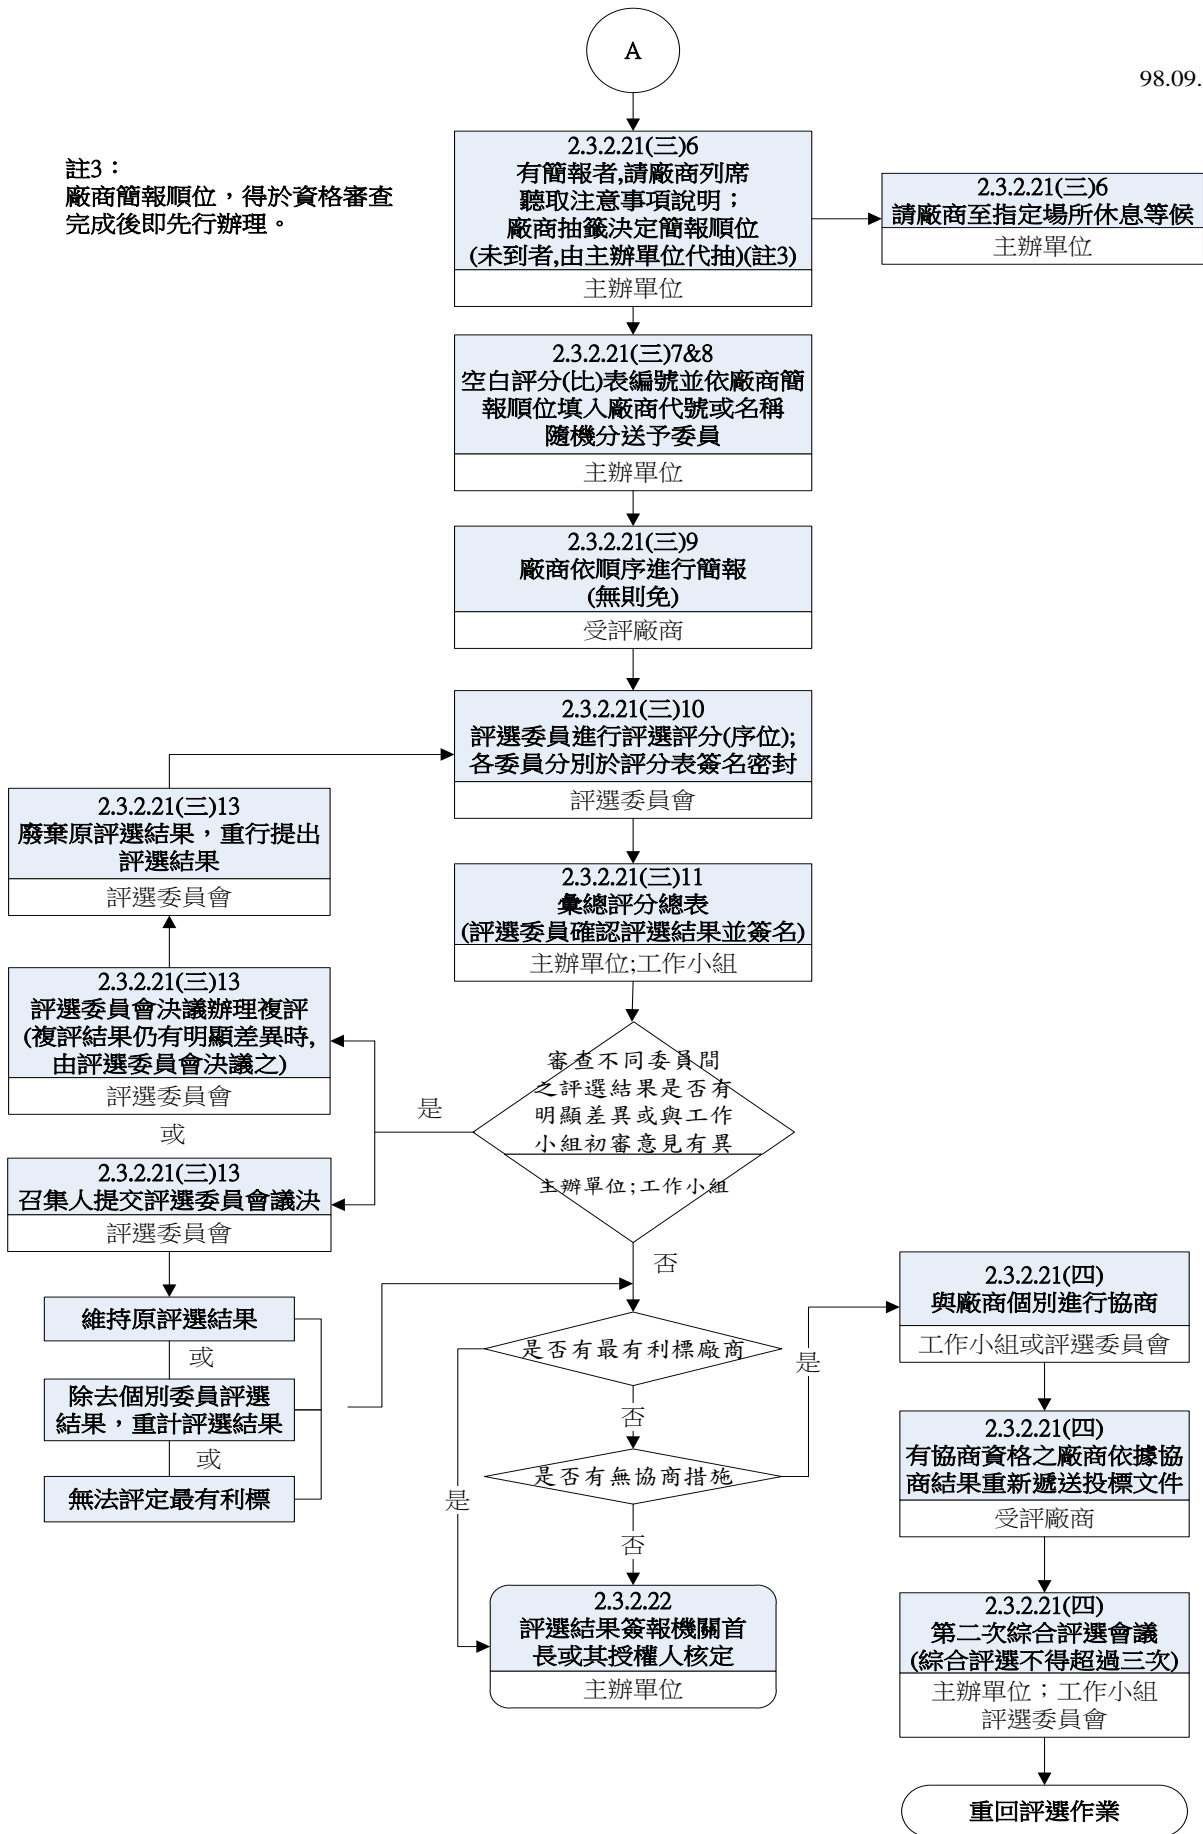 A
98.09.
註3：
廠商簡報順位，得於資格審查
完成後即先行辦理。
2.3.2.21(三)6
有簡報者,請廠商列席
聽取注意事項說明；
廠商抽籤決定簡報順位
(未到者,由主辦單位代抽)(註3)
主辦單位
2.3.2.21(三)6
請廠商至指定場所休息等候
主辦單位
2.3.2.21(三)7&8
空白評分(比)表編號並依廠商簡
報順位填入廠商代號或名稱
隨機分送予委員
主辦單位
2.3.2.21(三)9
廠商依順序進行簡報
(無則免)
受評廠商
2.3.2.21(三)10
評選委員進行評選評分(序位);
各委員分別於評分表簽名密封
評選委員會
2.3.2.21(三)13
廢棄原評選結果，重行提出
評選結果
評選委員會
2.3.2.21(三)11
彙總評分總表
(評選委員確認評選結果並簽名)
主辦單位;工作小組
2.3.2.21(三)13
評選委員會決議辦理複評
(複評結果仍有明顯差異時,
由評選委員會決議之)
評選委員會
或
是
審查不同委員間
之評選結果是否有
明顯差異或與工作
小組初審意見有異
主辦單位;工作小組
2.3.2.21(三)13
召集人提交評選委員會議決
評選委員會
否
維持原評選結果
或
除去個別委員評選
結果，重計評選結果
或
無法評定最有利標
是否有最有利標廠商
是
否
是否有無協商措施
是
否
2.3.2.22
評選結果簽報機關首
長或其授權人核定
主辦單位
2.3.2.21(四)
與廠商個別進行協商
工作小組或評選委員會
2.3.2.21(四)
有協商資格之廠商依據協
商結果重新遞送投標文件
受評廠商
2.3.2.21(四)
第二次綜合評選會議
(綜合評選不得超過三次)
主辦單位；工作小組
評選委員會
重回評選作業